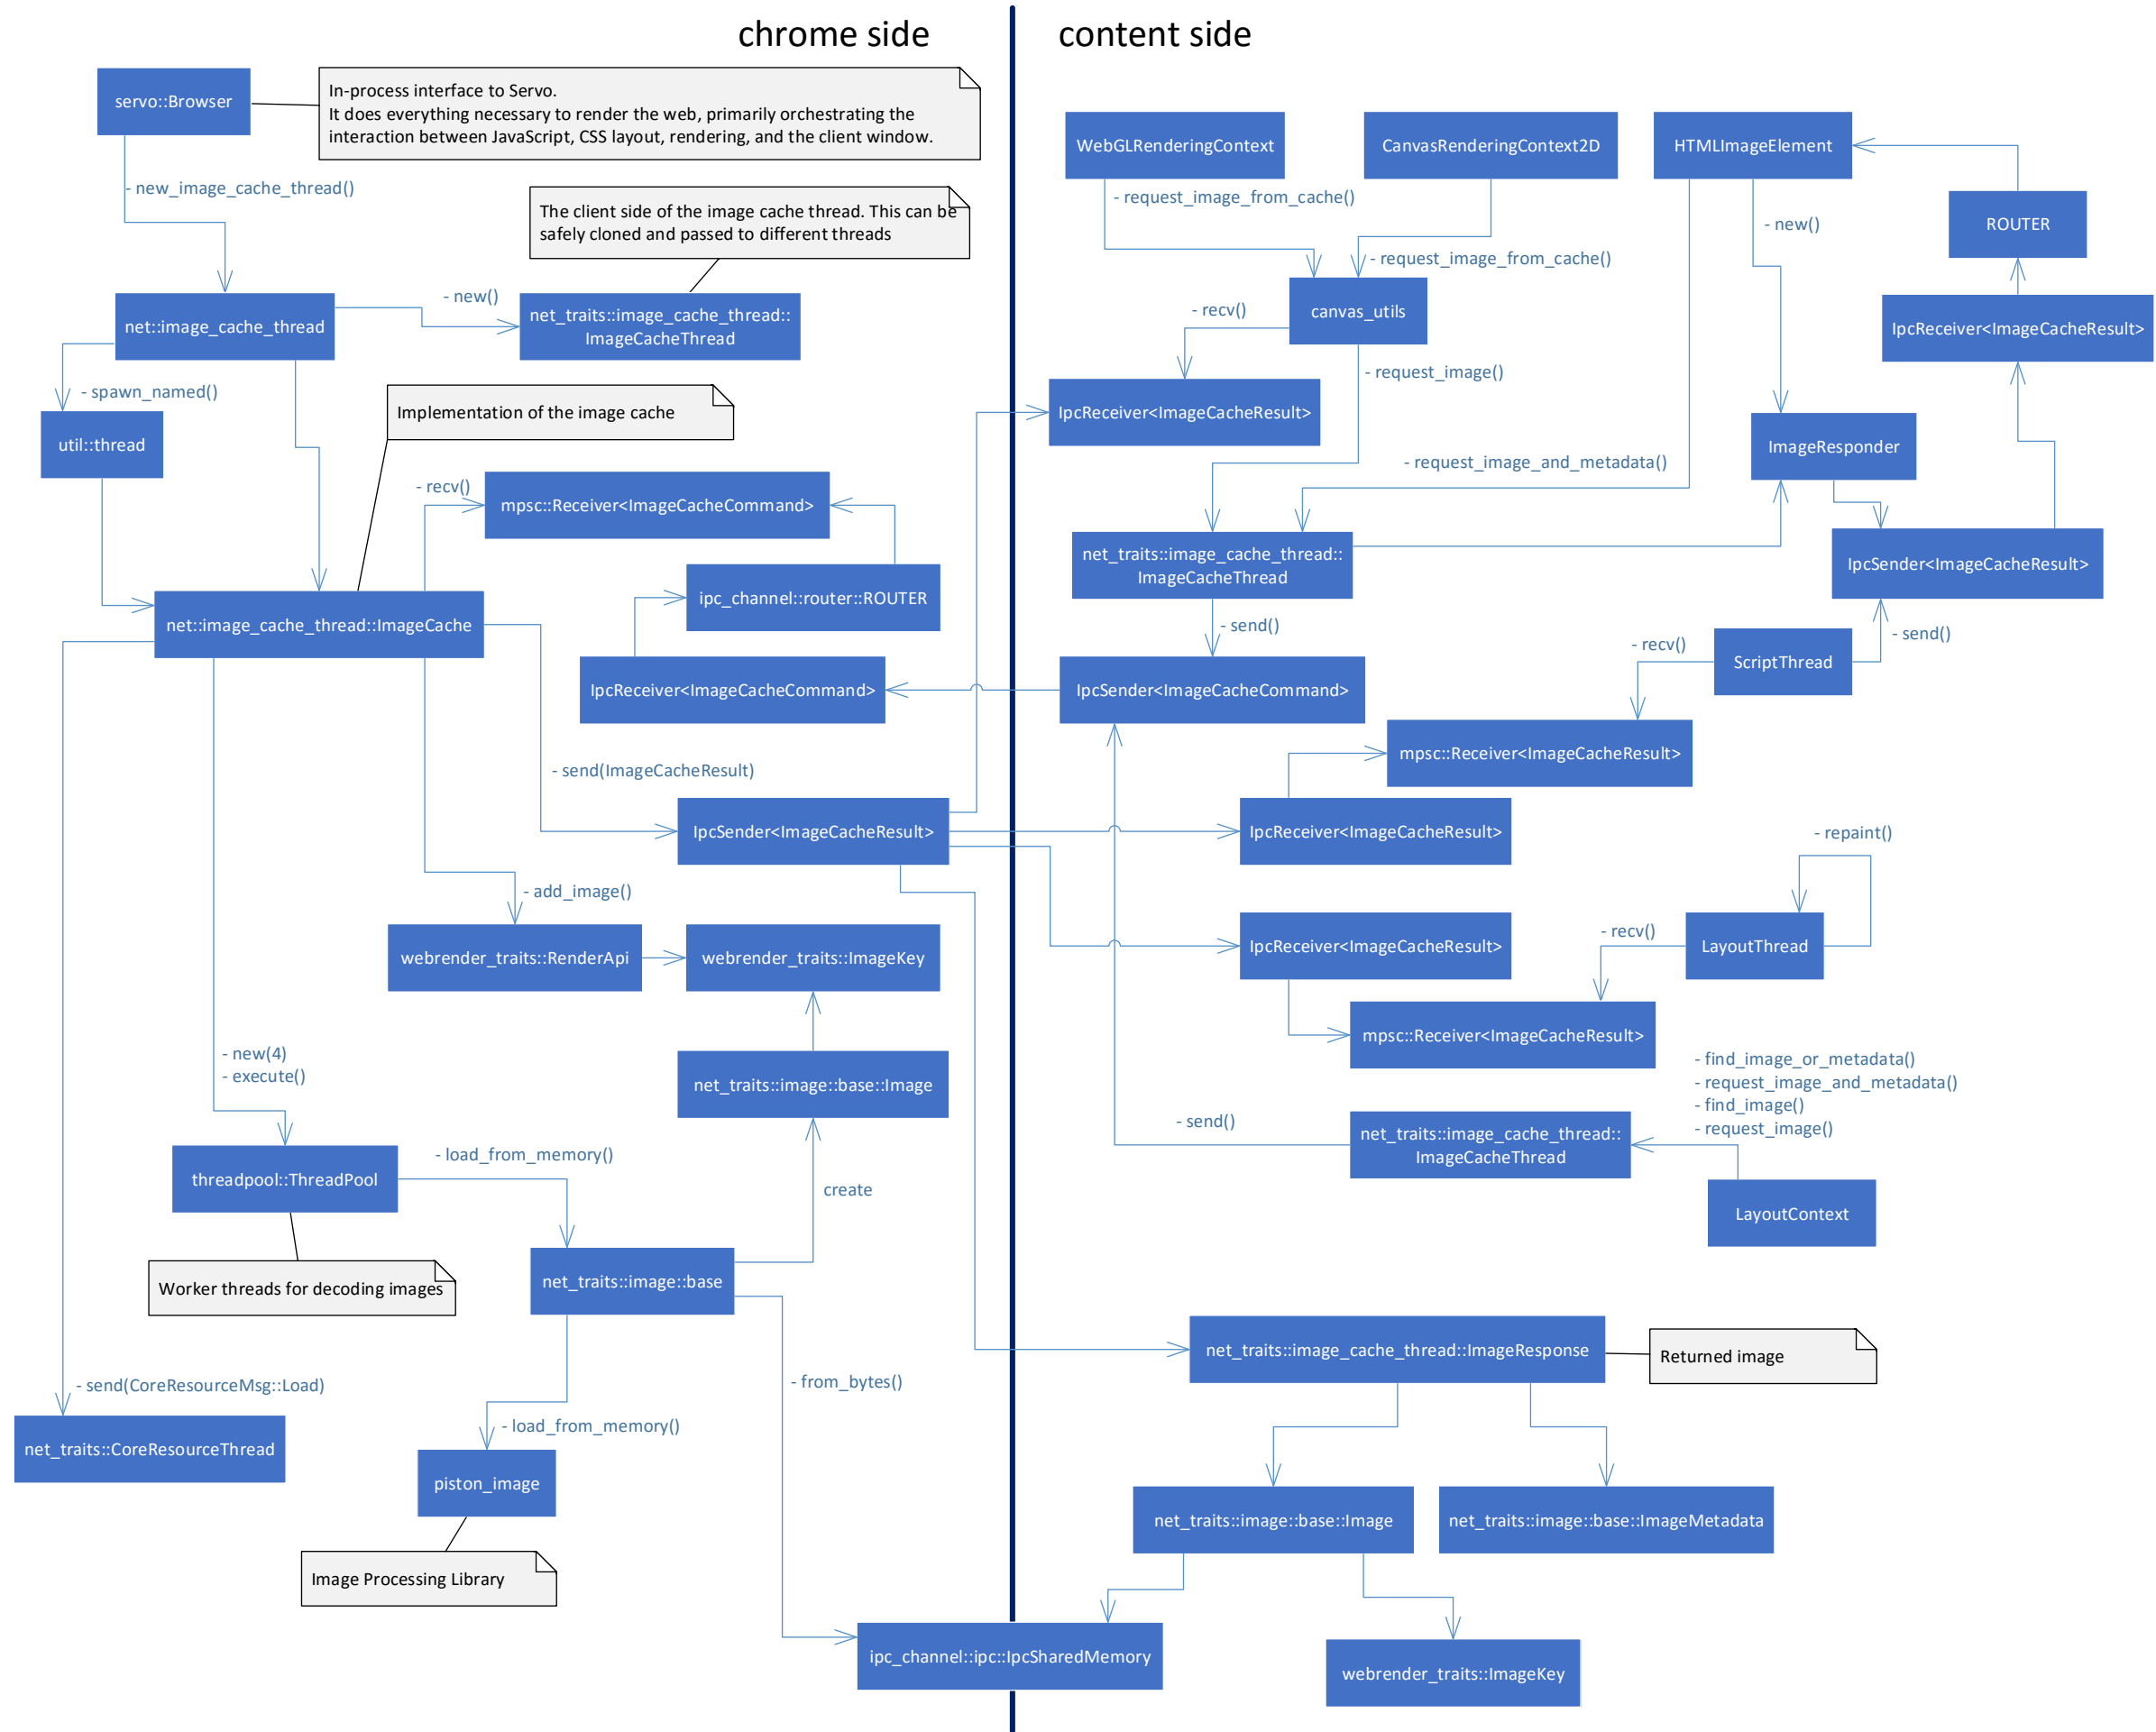 chrome side
content side
servo::Browser
In-process interface to Servo.
It does everything necessary to render the web, primarily orchestrating the
interaction between JavaScript, CSS layout, rendering, and the client window.
- new_image_cache_thread()
The client side of the image cache thread. This can be
safely cloned and passed to different threads
net::image_cache_thread
- new()
net_traits::image_cache_thread::
ImageCacheThread
- spawn_named()
util::thread
Implementation of the image cache
- recv()
mpsc::Receiver<ImageCacheCommand>
ipc_channel::router::ROUTER
net::image_cache_thread::ImageCache
IpcReceiver<ImageCacheCommand>
- send(ImageCacheResult)
IpcSender<ImageCacheResult>
- add_image()
webrender_traits::RenderApi
webrender_traits::ImageKey
- new(4)
- execute()
net_traits::image::base::Image
threadpool::ThreadPool
- load_from_memory()
create
Worker threads for decoding images
net_traits::image::base
- send(CoreResourceMsg::Load)
- from_bytes()
net_traits::CoreResourceThread
- load_from_memory()
piston_image
Image Processing Library
ipc_channel::ipc::IpcSharedMemory
WebGLRenderingContext
CanvasRenderingContext2D
HTMLImageElement
- request_image_from_cache()
- new()
ROUTER
- request_image_from_cache()
canvas_utils
- recv()
IpcReceiver<ImageCacheResult>
- request_image()
IpcReceiver<ImageCacheResult>
ImageResponder
- request_image_and_metadata()
net_traits::image_cache_thread::
ImageCacheThread
IpcSender<ImageCacheResult>
- send()
- recv()
ScriptThread
- send()
IpcSender<ImageCacheCommand>
mpsc::Receiver<ImageCacheResult>
IpcReceiver<ImageCacheResult>
- repaint()
IpcReceiver<ImageCacheResult>
- recv()
LayoutThread
mpsc::Receiver<ImageCacheResult>
- find_image_or_metadata()
- request_image_and_metadata()
- find_image()
- request_image()
- send()
net_traits::image_cache_thread::
ImageCacheThread
LayoutContext
net_traits::image_cache_thread::ImageResponse
Returned image
net_traits::image::base::Image
net_traits::image::base::ImageMetadata
webrender_traits::ImageKey